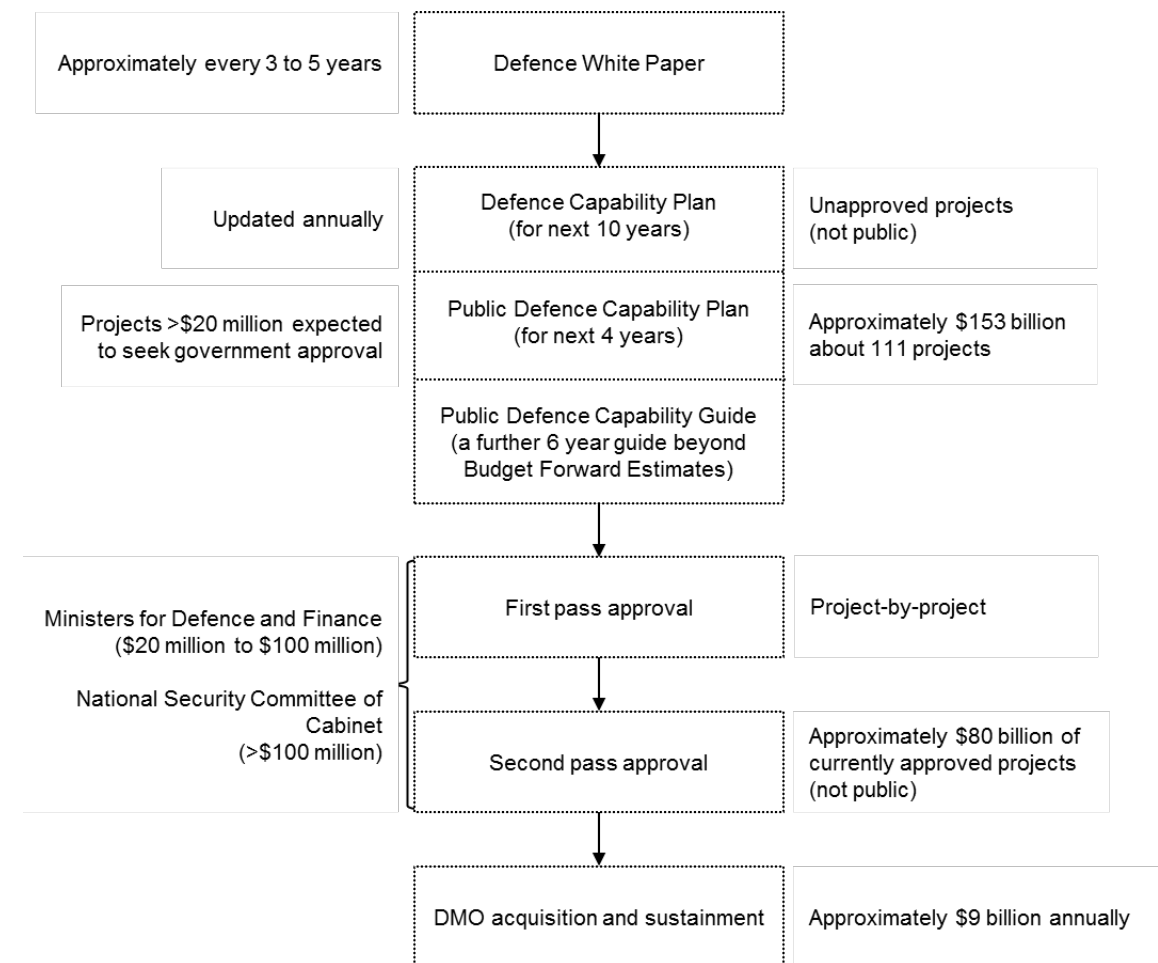 Approximately every 3 to 5 years
Defence White Paper
Updated annually
Defence Capability Plan
(for next 10 years)
Unapproved projects
(not public)
Projects >$20 million expected
to seek government approval
Public Defence Capability Plan
(for next 4 years)
Approximately $153 billion
about 111 projects
Public Defence Capability Guide
(a further 6 year guide beyond
Budget Forward Estimates)
Ministers for Defence and Finance
($20 million to $100 million)
National Security Committee of
Cabinet
(>$100 million)
First pass approval
Project-by-project
Second pass approval
Approximately $80 billion of
currently approved projects
(not public)
DMO acquisition and sustainment
Approximately $9 billion annually